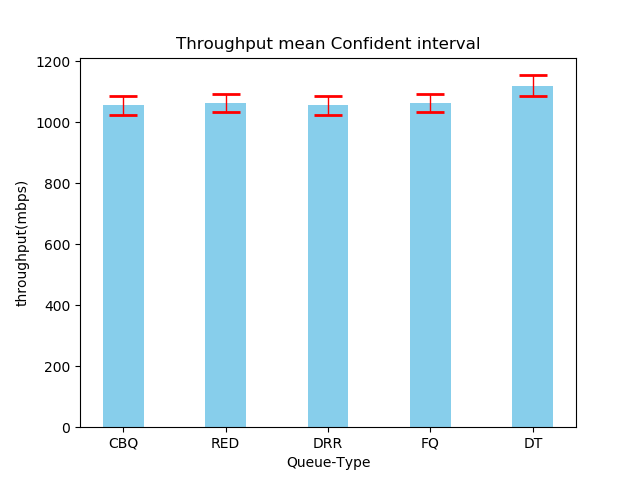 Throughput mean Confident interval
throughput(mbps)
1200
1000
800
600
400
200
0
CBQ RED DRR FQ DT
Queue-Type